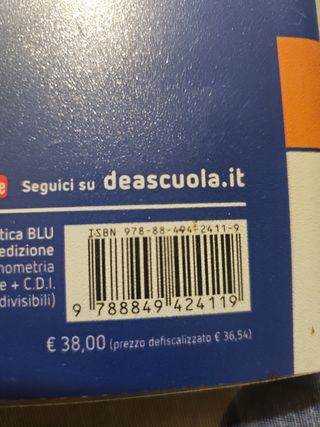 e Seguici su deascuola.it
tica BLU
edizione
nometria
e + C.D.I.
divisibili)
ISBN 978-88-494-2411-9
9 788849 424119
€ 38,00 (prezzo defiscalizzato € 36,54)